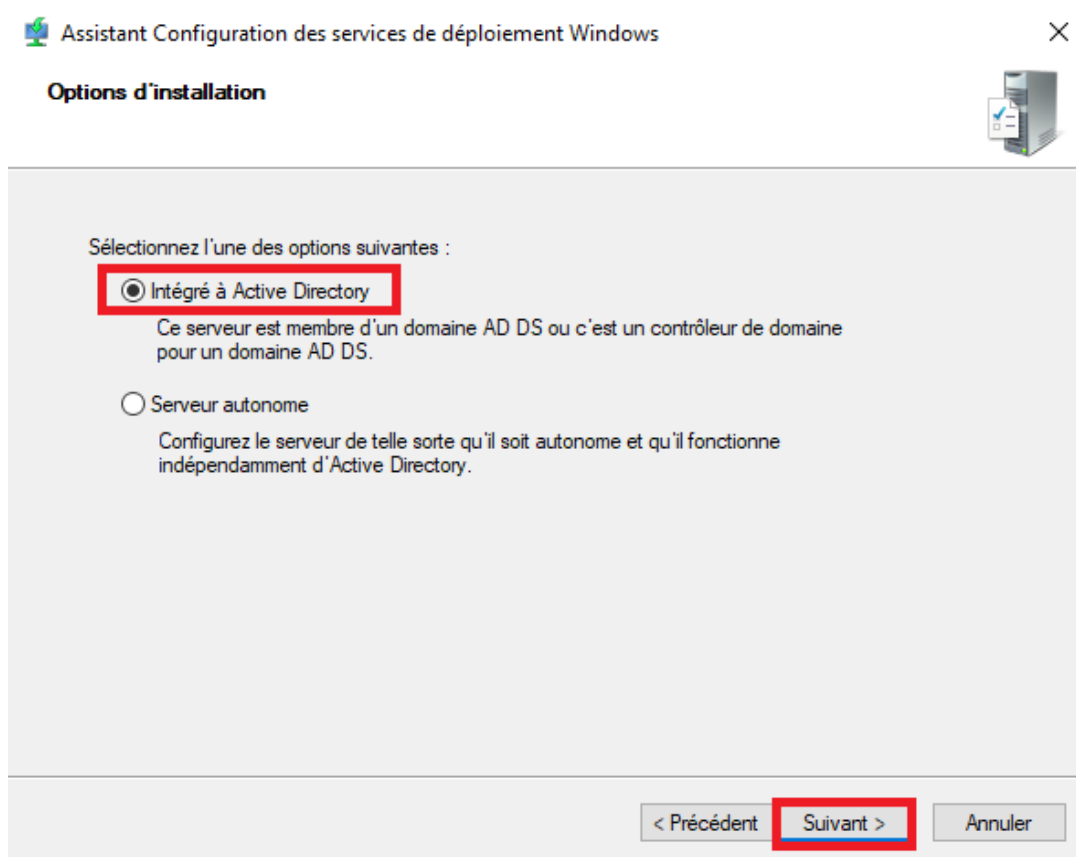 Assistant Configuration des services de déploiement Windows
Options d'installation
Sélectionnez l'une des options suivantes :
Intégré à Active Directory
Ce serveur est membre d'un domaine AD DS ou c'est un contrôleur de domaine
pour un domaine AD DS.
Serveur autonome
Configurez le serveur de telle sorte qu'il soit autonome et qu'il fonctionne
indépendamment d'Active Directory.
< Précédent Suivant > Annuler